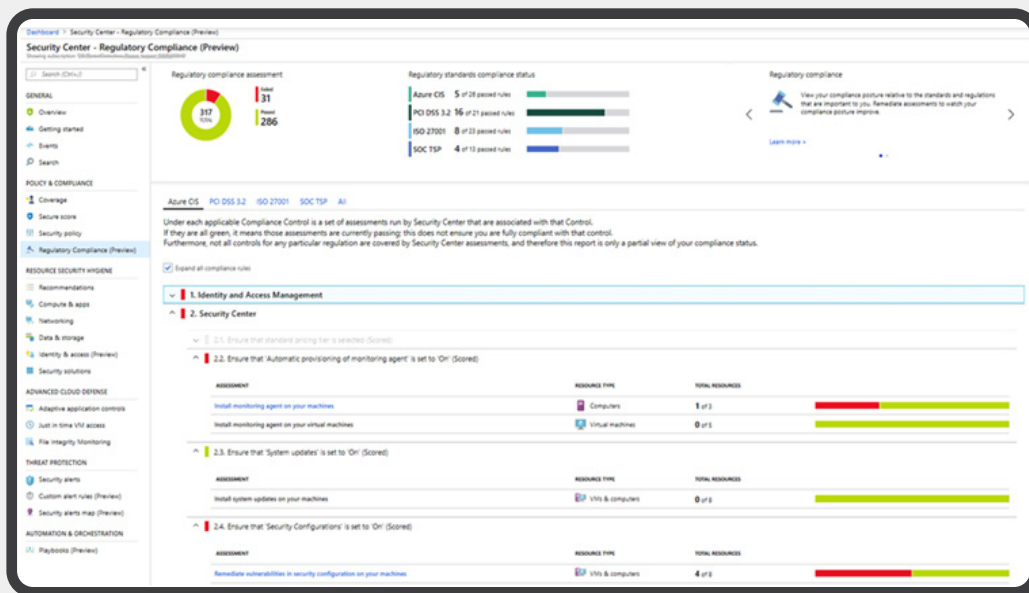 Dashboard > Security Center - Regulatory Compliance (Preview)
Security Center - Regulatory Compliance (Preview)
Showing subscription
Search (Ctrl+/)
GENERAL
Overview
Getting started
Events
Search
POLICY & COMPLIANCE
Coverage
Secure score
Security policy
Regulatory Compliance (Preview)
RESOURCE SECURITY HYGIENE
Recommendations
Compute & apps
Networking
Data & storage
Identity & access (Preview)
Security solutions
ADVANCED CLOUD DEFENSE
Adaptive application controls
Just in time VM access
File Integrity Monitoring
THREAT PROTECTION
Security alerts
Custom alert rules (Preview)
Security alerts map (Preview)
AUTOMATION & ORCHESTRATION
Playbooks (Preview)
Regulatory compliance assessment
317
TOTAL
Failed
31
Passed
286
Regulatory standards compliance status
Azure CIS 5 of 28 passed rules
PCI DSS 3.2 16 of 21 passed rules
ISO 27001 8 of 23 passed rules
SOC TSP 4 of 13 passed rules
Regulatory compliance
View your compliance posture relative to the standards and regulations
that are important to you. Remediate assessments to watch your
compliance posture improve.
Learn more >
Azure CIS PCI DSS 3.2 ISO 27001 SOC TSP All
Under each applicable Compliance Control is a set of assessments run by Security Center that are associated with that Control.
If they are all green, it means those assessments are currently passing; this does not ensure you are fully compliant with that control.
Furthermore, not all controls for any particular regulation are covered by Security Center assessments, and therefore this report is only a partial view of your compliance status.
Expand all compliance rules
1. Identity and Access Management
2. Security Center
2.1. Ensure that standard pricing tier is selected (Scored)
2.2. Ensure that 'Automatic provisioning of monitoring agent' is set to 'On' (Scored)
ASSESSMENT RESOURCE TYPE TOTAL RESOURCES
Install monitoring agent on your machines Computers 1 of 3
Install monitoring agent on your virtual machines Virtual machines 0 of 5
2.3. Ensure that 'System updates' is set to 'On' (Scored)
ASSESSMENT RESOURCE TYPE TOTAL RESOURCES
Install system updates on your machines VMs & computers 0 of 8
2.4. Ensure that 'Security Configurations' is set to 'On' (Scored)
ASSESSMENT RESOURCE TYPE TOTAL RESOURCES
Remediate vulnerabilities in security configuration on your machines VMs & computers 4 of 8